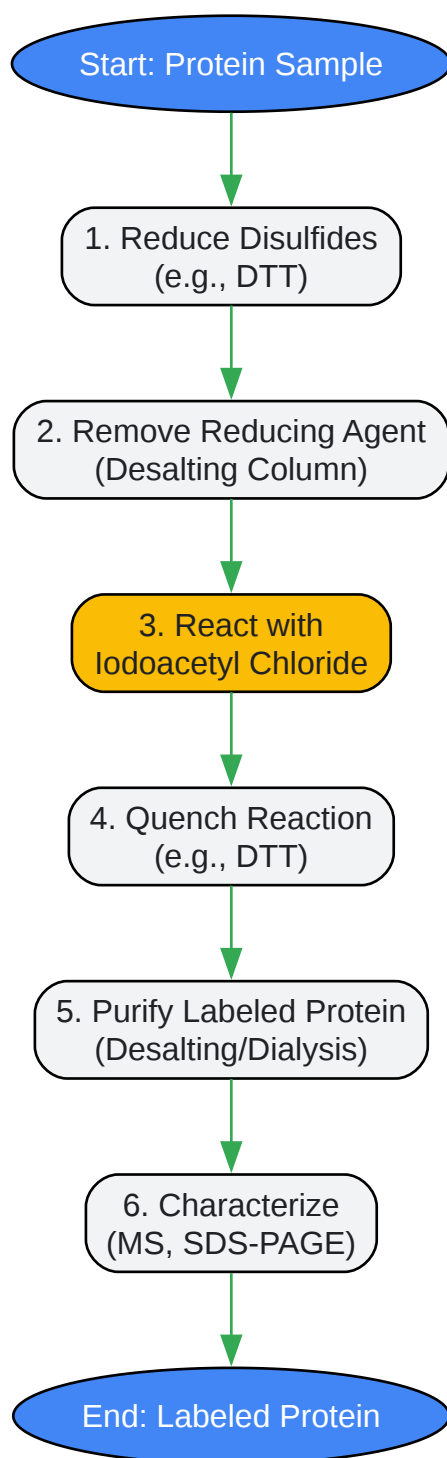 Start: Protein Sample
1. Reduce Disulfides
(e.g., DTT)
2. Remove Reducing Agent
(Desalting Column)
3. React with
Iodoacetyl Chloride
4. Quench Reaction
(e.g., DTT)
5. Purify Labeled Protein
(Desalting/Dialysis)
6. Characterize
(MS, SDS-PAGE)
End: Labeled Protein